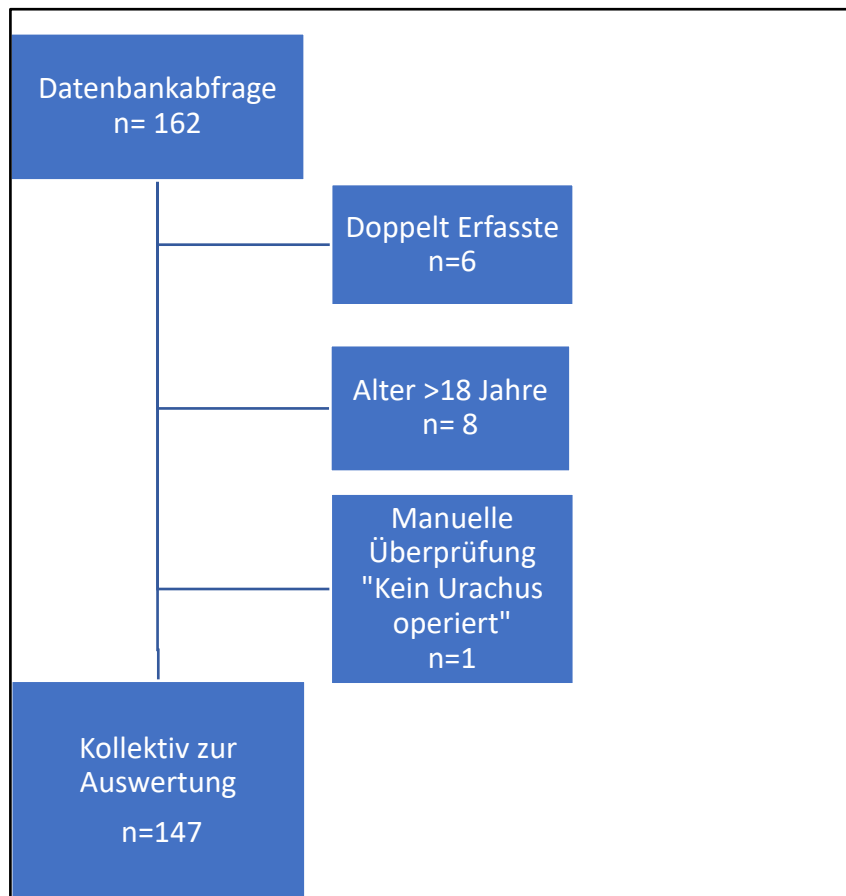 Datenbankabfrage
n= 162
Doppelt Erfasste
n=6
Alter >18 Jahre
n= 8
Manuelle
Überprüfung
"Kein Urachus
operiert"
n=1
Kollektiv zur
Auswertung
n=147